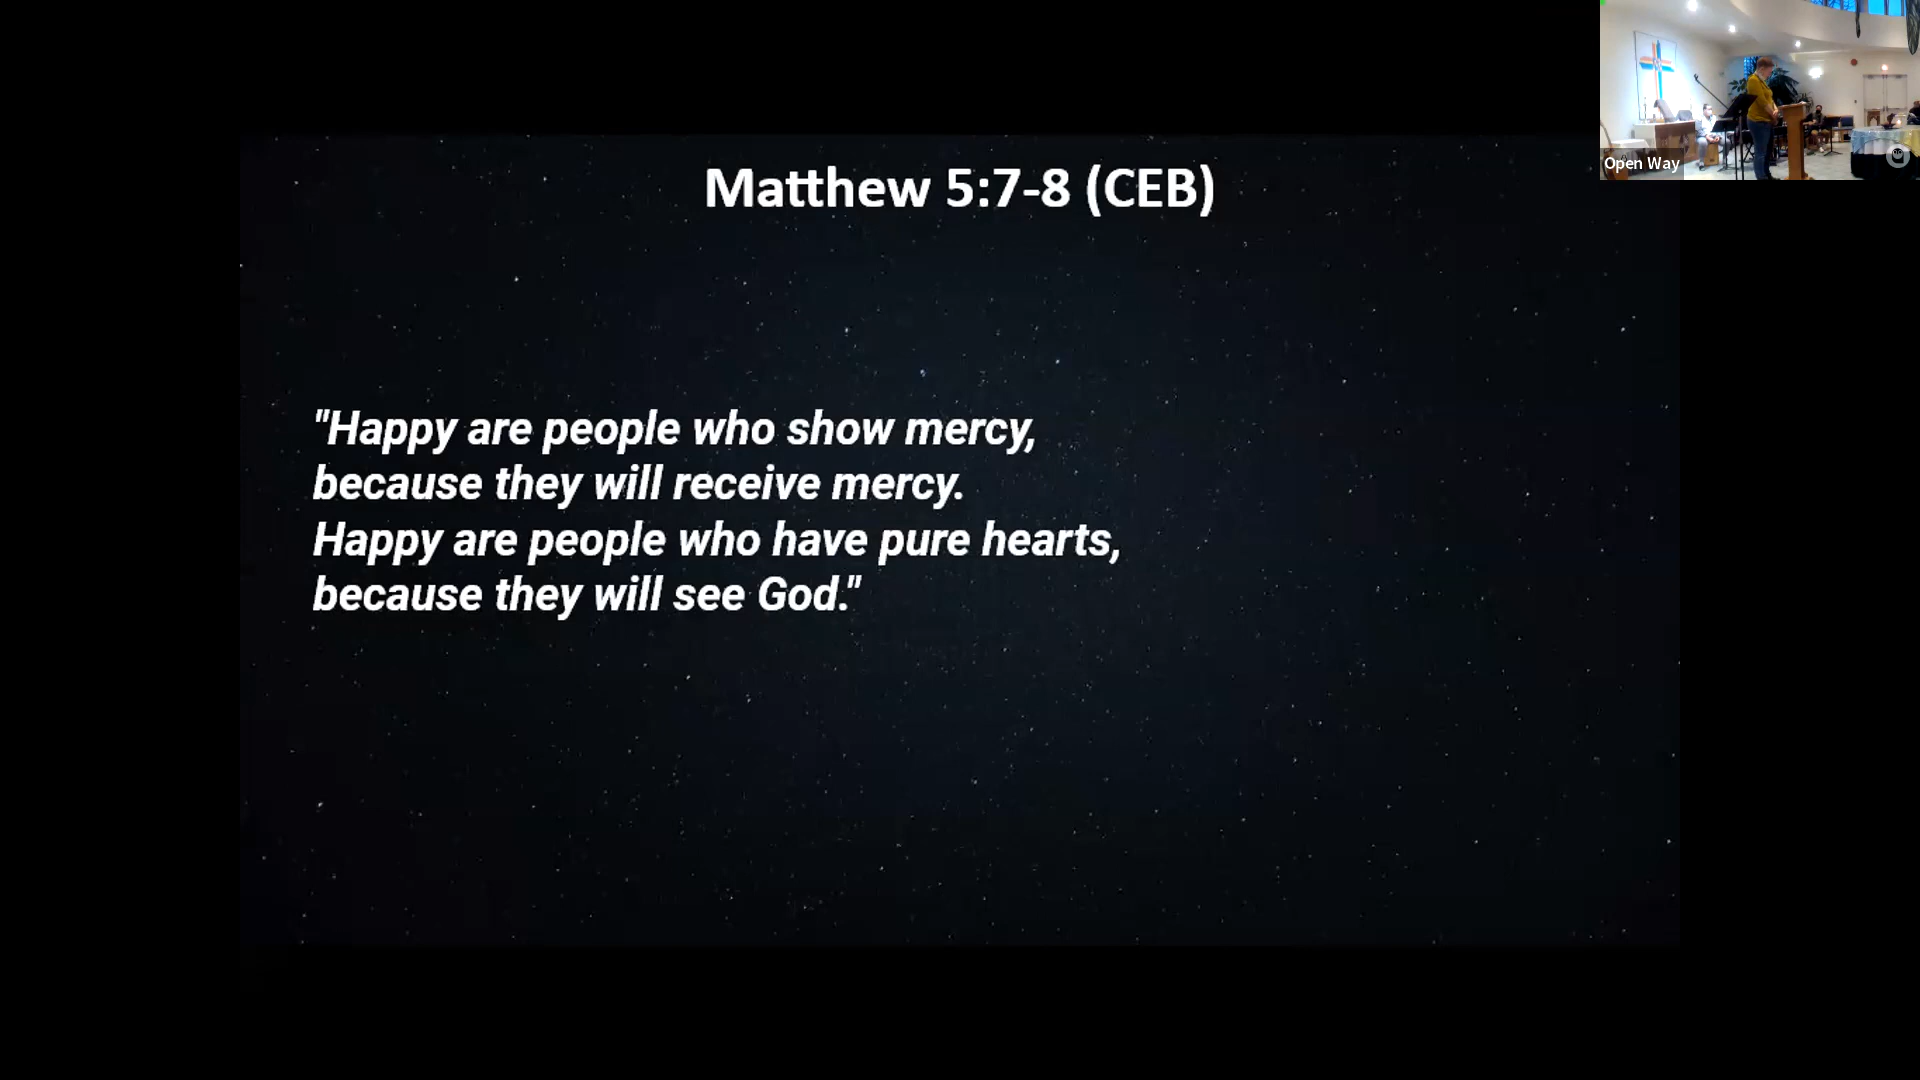 Matthew 5:7-8 (CEB)
"Happy are people who show mercy,
because they will receive mercy.
Happy are people who have pure hearts,
because they will see God."
Open Way